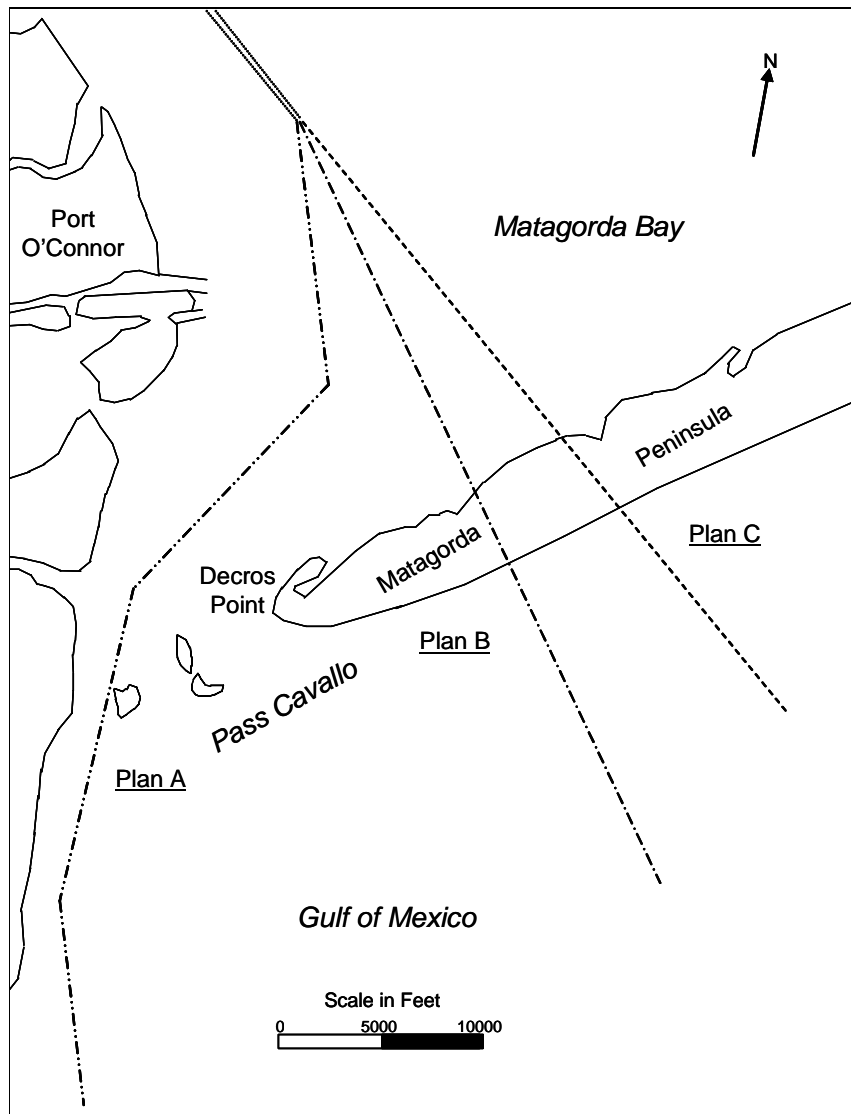 N
Port
O'Connor
Matagorda Bay
Peninsula
Plan C
Decros
Point
Matagorda
Plan B
Pass Cavallo
Plan A
Gulf of Mexico
Scale in Feet
0 5000 10000